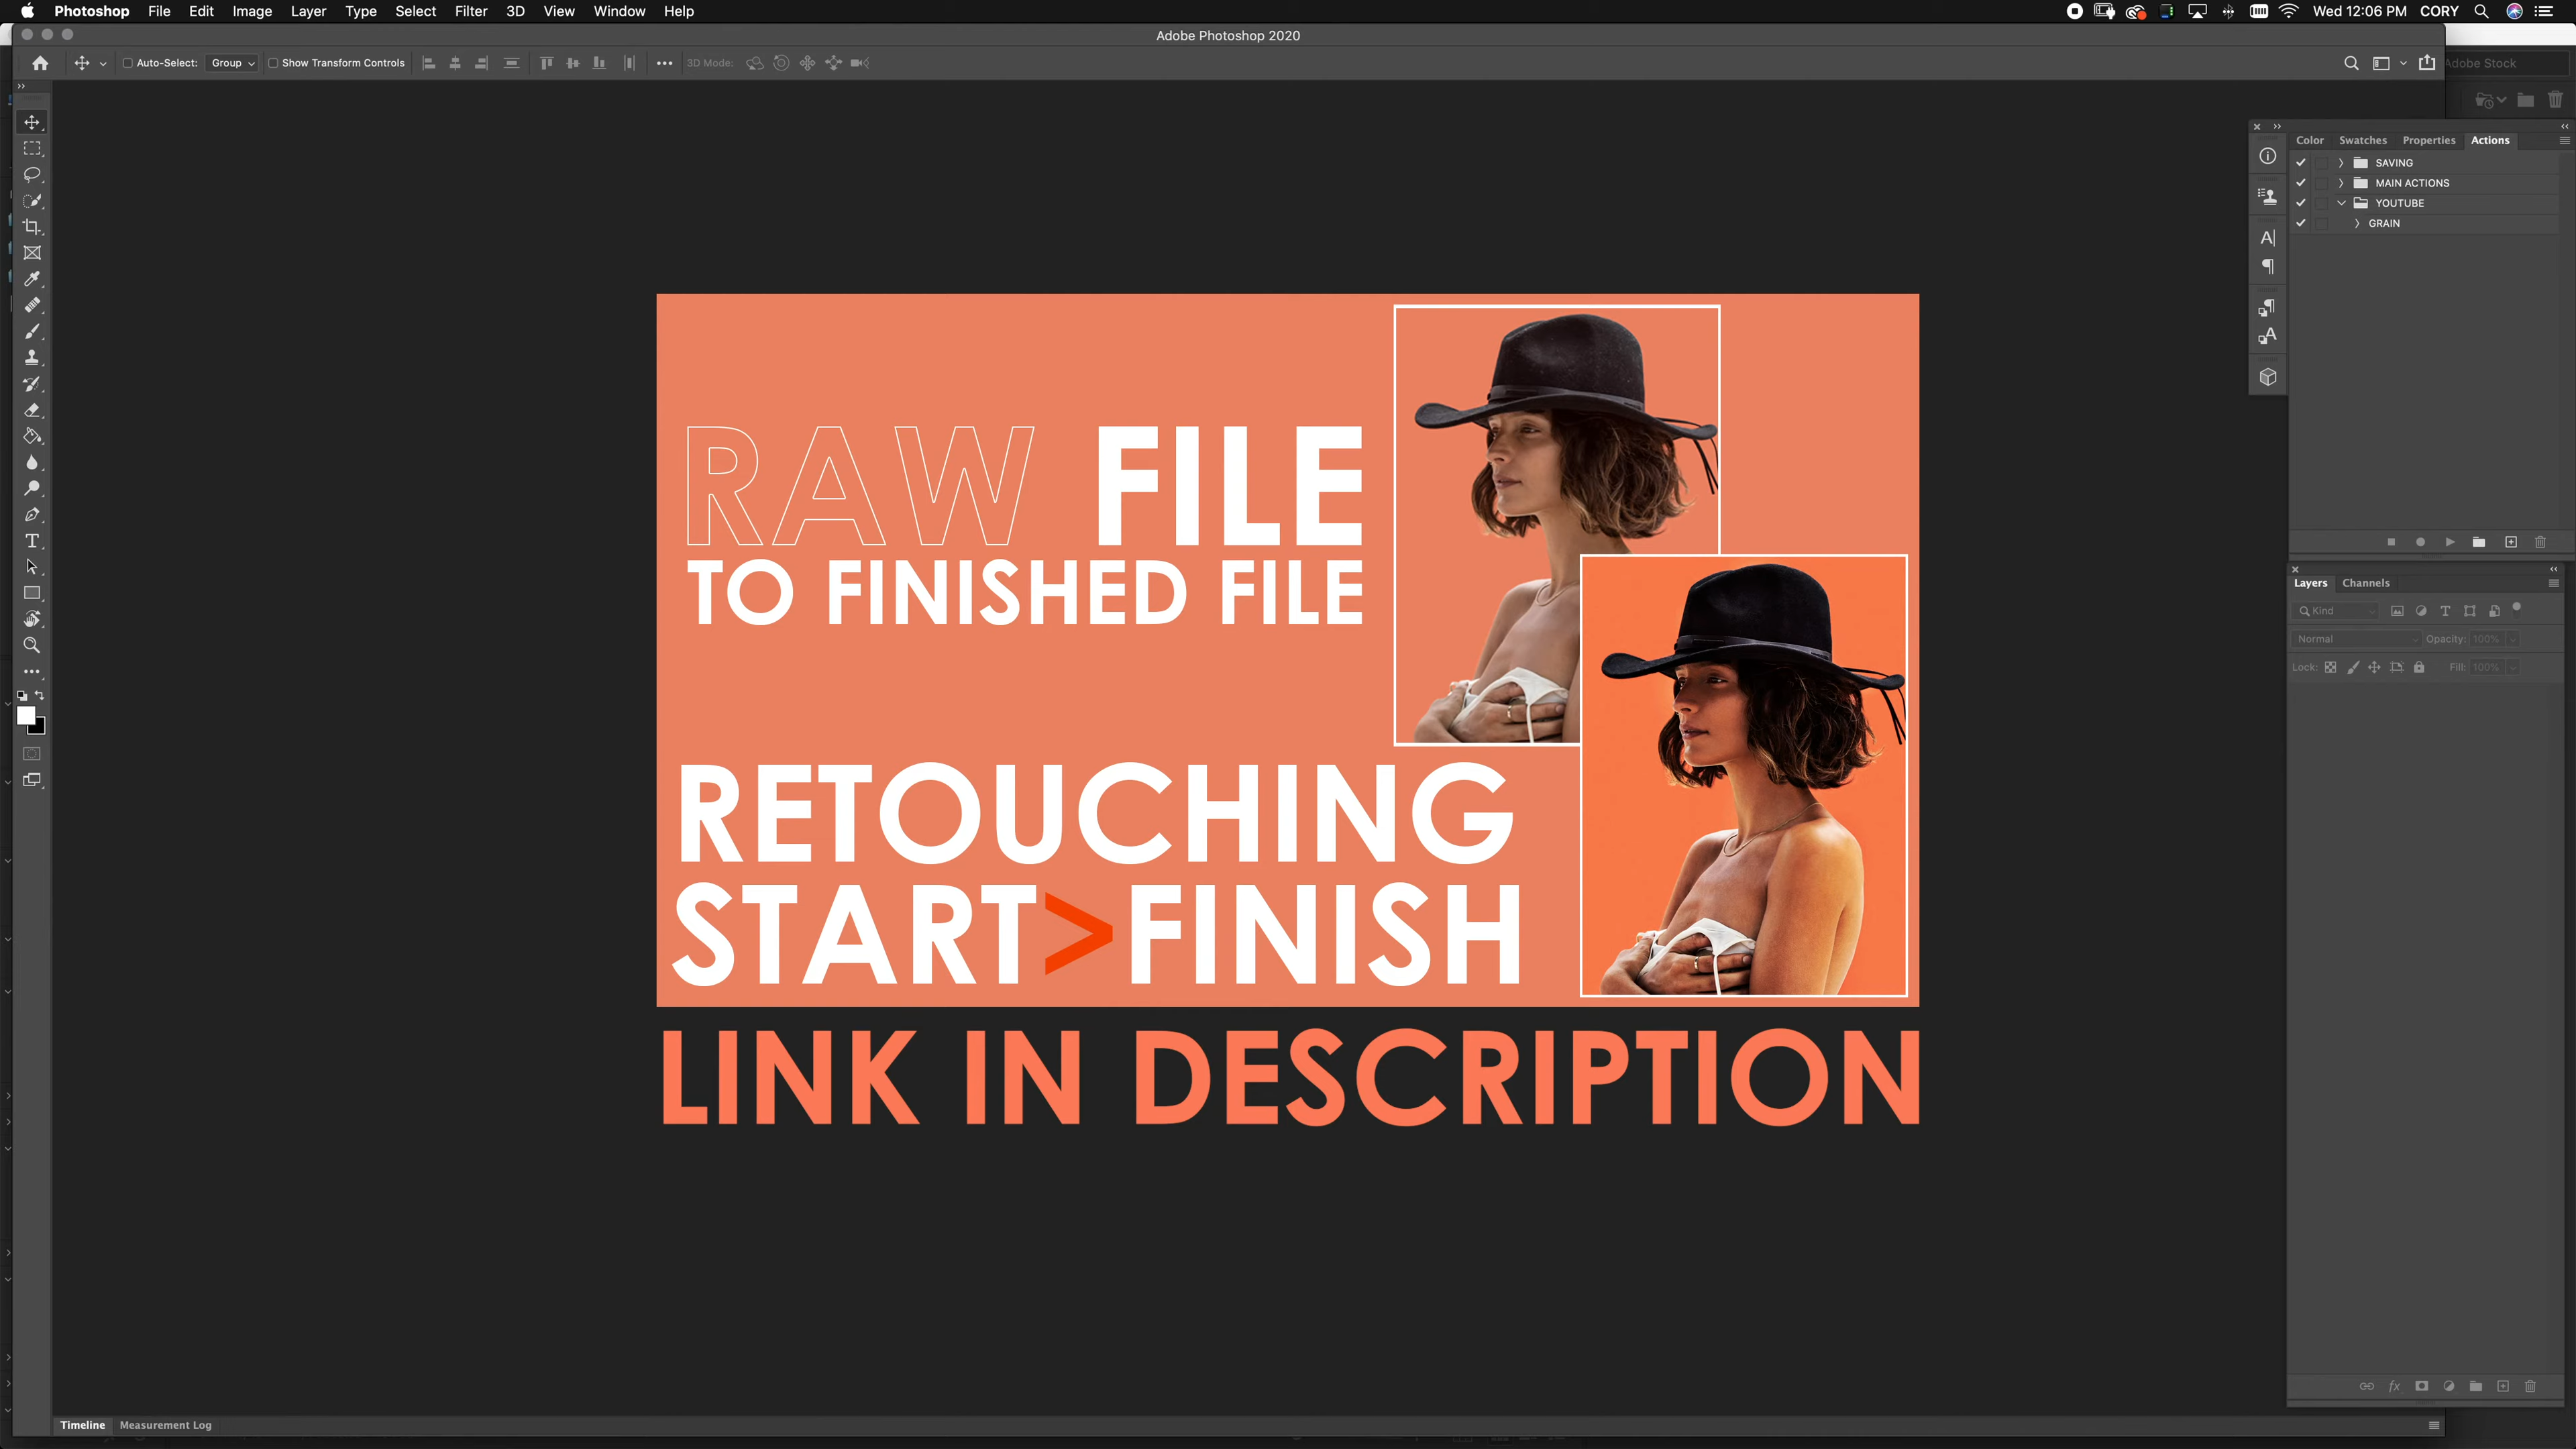 Photoshop File Edit Image Layer Type Select Filter 3D View Window Help Wed 12:06 PM CORY
Adobe Photoshop 2020
Auto-Select: Group Show Transform Controls 3D Mode: Adobe Stock
Color Swatches Properties Actions
SAVING
MAIN ACTIONS
YOUTUBE
GRAIN
RAW FILE
TO FINISHED FILE
RETOUCHING
START>FINISH
LINK IN DESCRIPTION
Layers Channels
Kind
Normal Opacity: 100%
Lock: Fill: 100%
Timeline Measurement Log